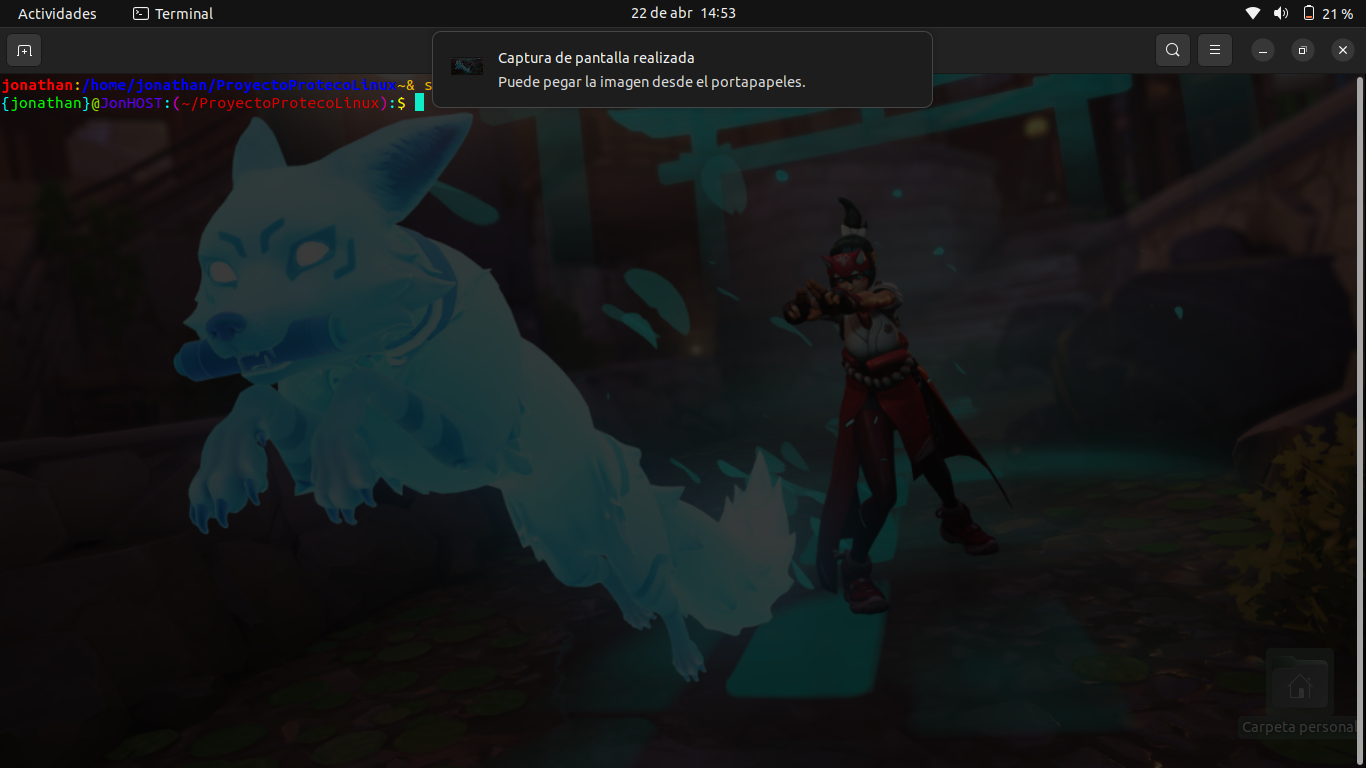 Actividades Terminal 22 de abr 14:53 21 %
Captura de pantalla realizada
Puede pegar la imagen desde el portapapeles.
jonathan:/home/jonathan/ProyectoProtecoLinux~& s
{jonathan}@JonHOST:(~/ProyectoProtecoLinux):$
Carpeta personal